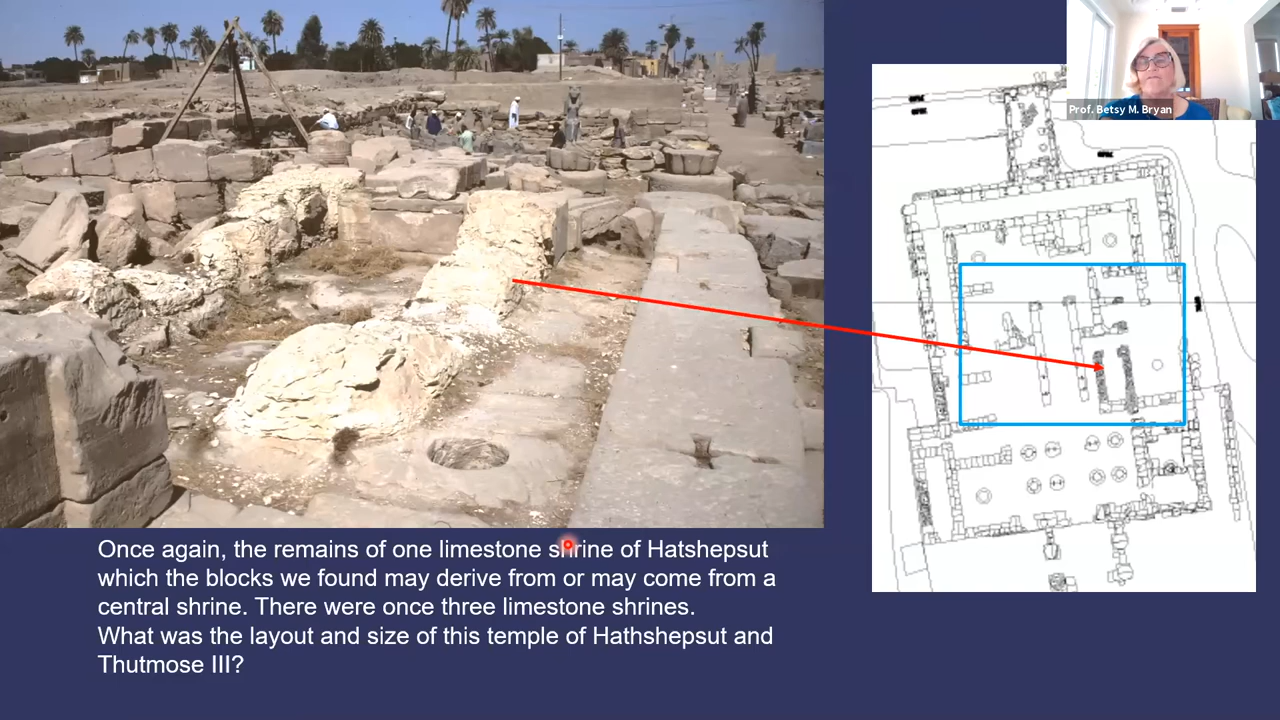 Prof. Betsy M. Bryan
Once again, the remains of one limestone shrine of Hatshepsut
which the blocks we found may derive from or may come from a
central shrine. There were once three limestone shrines.
What was the layout and size of this temple of Hathshepsut and
Thutmose III?